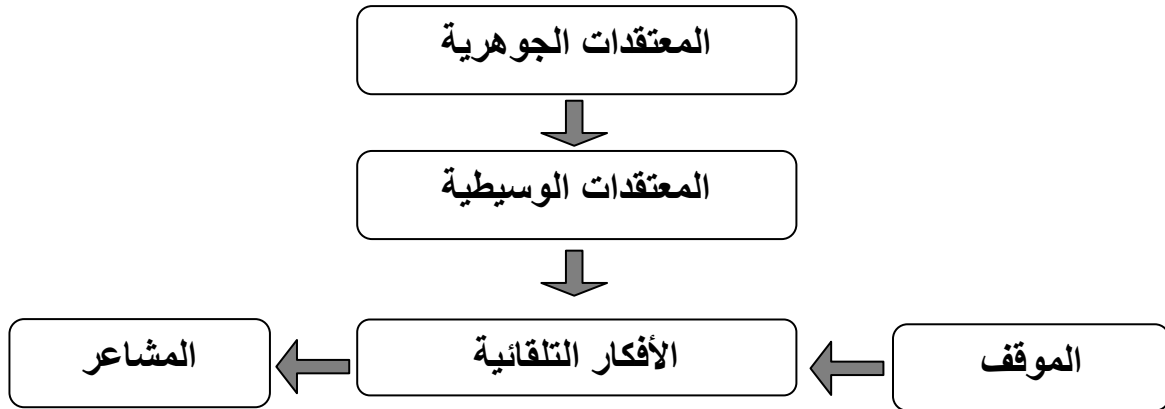 المعتقدات الجوهرية
المعتقدات الوسيطية
الموقف
الأفكار التلقائية
المشاعر